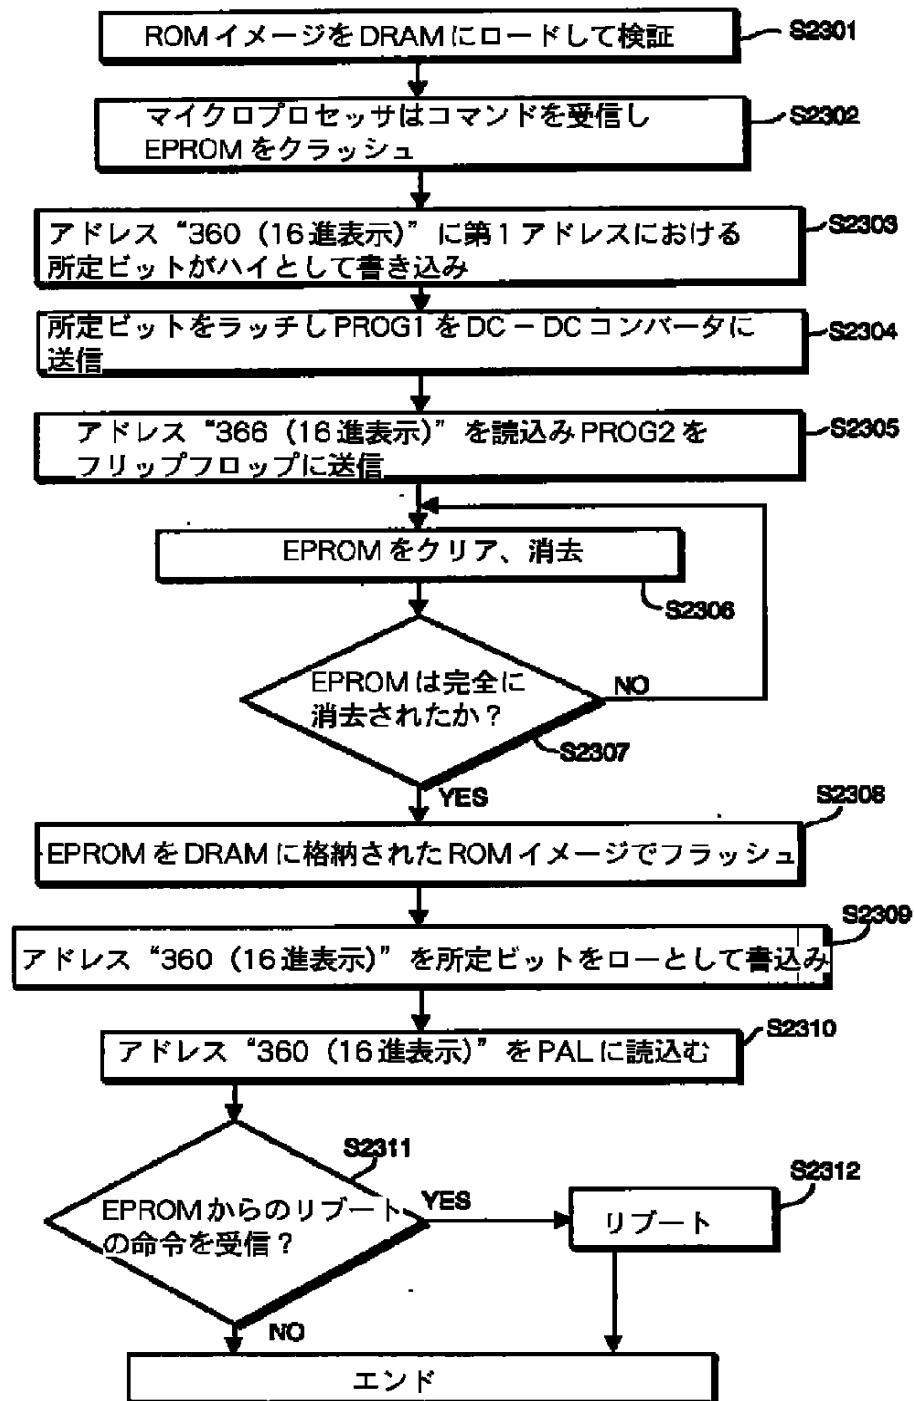 ROMイメージをDRAMにロードして検証
S2301
マイクロプロセッサはコマンドを受信し
EPROMをクラッシュ
S2302
アドレス“360（16進表示）”に第1アドレスにおける
所定ビットがハイとして書き込み
S2303
所定ビットをラッチしPROG1をDC－DCコンバータに
送信
S2304
アドレス“366（16進表示）”を読込みPROG2を
フリップフロップに送信
S2305
EPROMをクリア、消去
S2306
EPROMは完全に
消去されたか？
NO
S2307
YES
S2308
EPROMをDRAMに格納されたROMイメージでフラッシュ
S2309
アドレス“360（16進表示）”を所定ビットをローとして書込み
S2310
アドレス“360（16進表示）”をPALに読込む
S2311
EPROMからのリブート
の命令を受信？
YES
S2312
リブート
NO
エンド